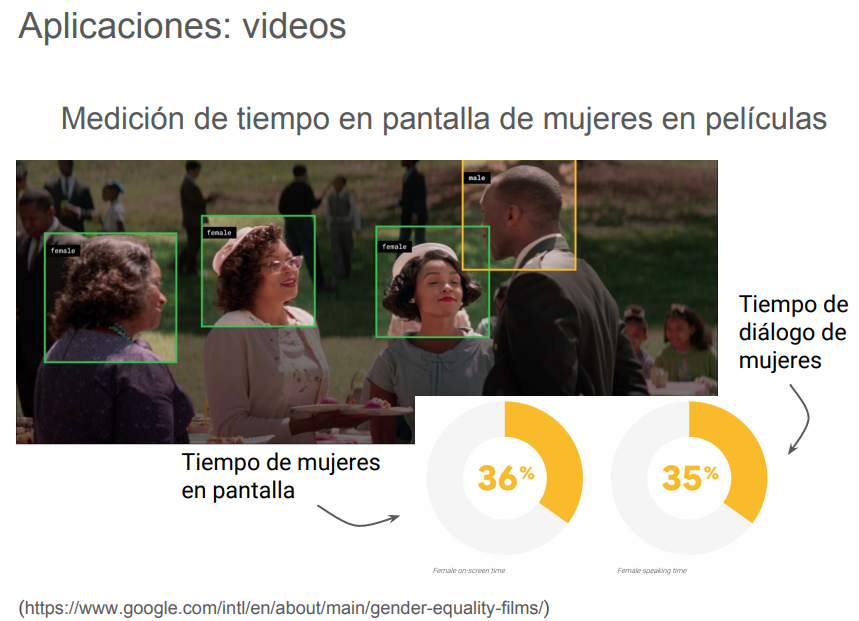 Aplicaciones: videos
Medición de tiempo en pantalla de mujeres en películas
male
female
female
female
Tiempo de
diálogo de
mujeres
Tiempo de mujeres
en pantalla
36%
35%
Female on-screen time
Female speaking time
(https://www.google.com/intl/en/about/main/gender-equality-films/)